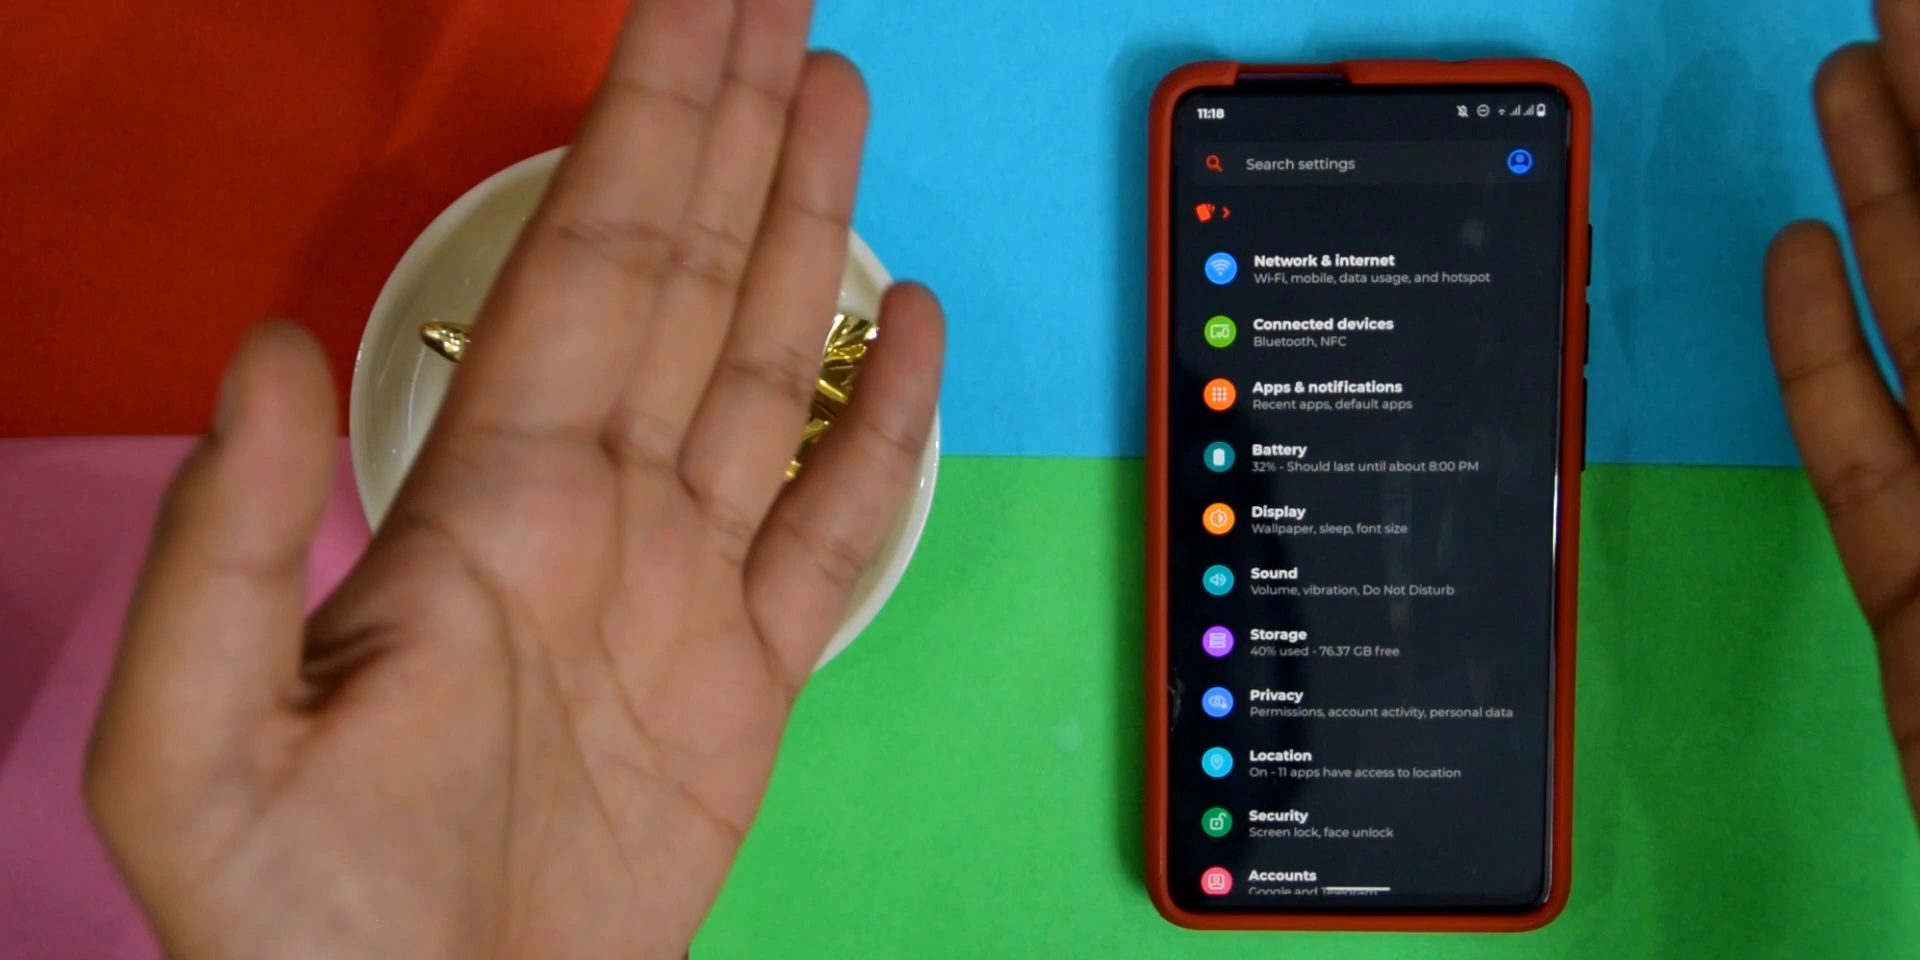 11:18
Search settings
Network & internet
Wi-Fi, mobile, data usage, and hotspot
Connected devices
Bluetooth, NFC
Apps & notifications
Recent apps, default apps
Battery
32% - Should last until about 8:00 PM
Display
Wallpaper, sleep, font size
Sound
Volume, vibration, Do Not Disturb
Storage
40% used - 76.37 GB free
Privacy
Permissions, account activity, personal data
Location
On - 11 apps have access to location
Security
Screen lock, face unlock
Accounts
Google and Telegram